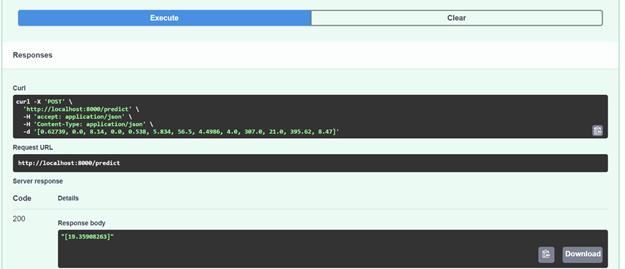 Execute
Clear
Responses
Curl
curl -X 'POST' \
'http://localhost:8000/predict' \
-H 'accept: application/json' \
-H 'Content-Type: application/json' \
-d '[0.62739, 0.0, 8.14, 0.0, 0.538, 5.834, 56.5, 4.4986, 4.0, 307.0, 21.0, 395.62, 8.47]'
Request URL
http://localhost:8000/predict
Server response
Code
Details
200
Response body
"[19.35908263]"
Download